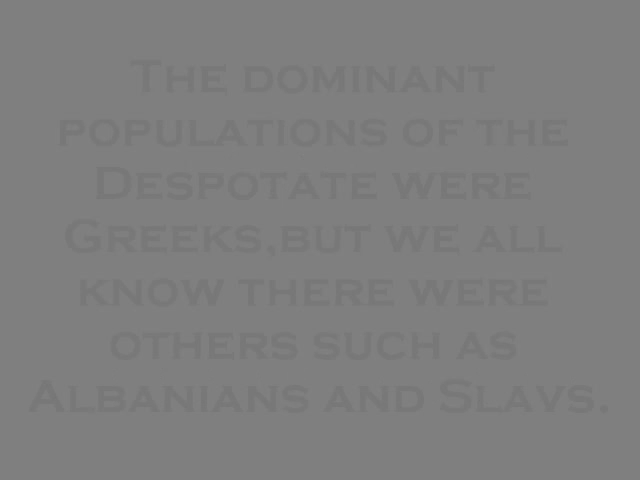 The dominant
populations of the
Despotate were
Greeks,but we all
know there were
others such as
Albanians and Slavs.